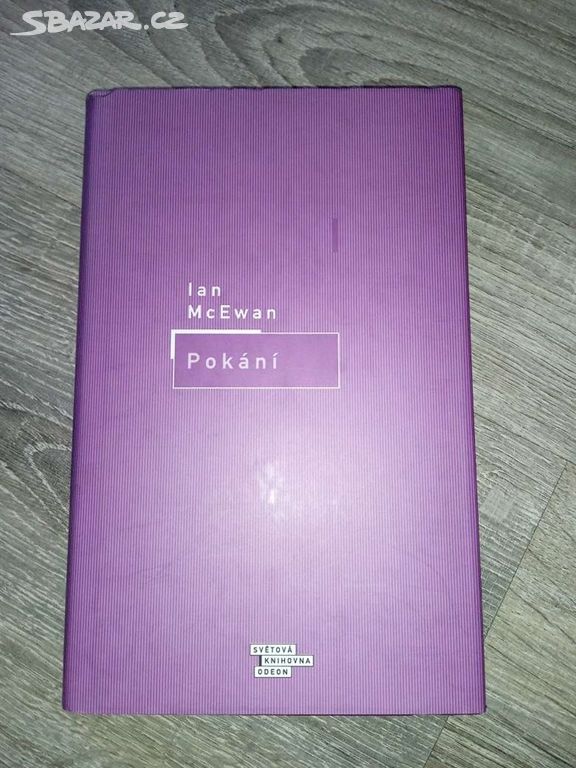 SBAZAR.CZ
Ian
McEwan
Pokání
SVĚTOVÁ
KNIHOVNA
ODEON